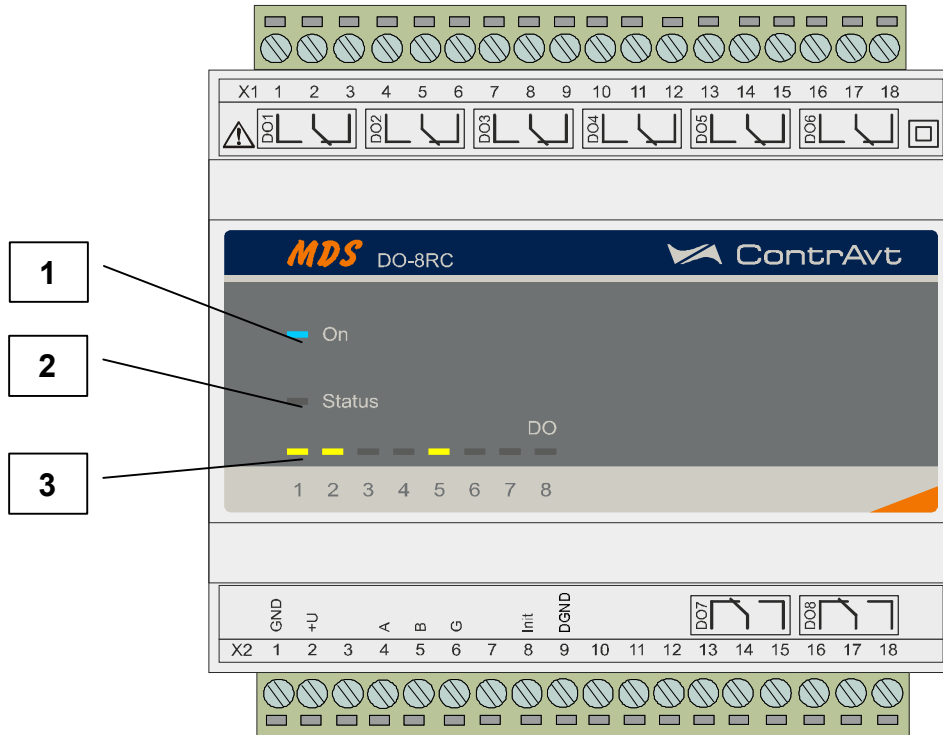 X1 1 2 3 4 5 6 7 8 9 10 11 12 13 14 15 16 17 18
DO1 DO2 DO3 DO4 DO5 DO6
MDS DO-8RC ContrAvt
1
On
2
Status
DO
3
1 2 3 4 5 6 7 8
GND +U A B G Init DGND DO7 DO8
X2 1 2 3 4 5 6 7 8 9 10 11 12 13 14 15 16 17 18